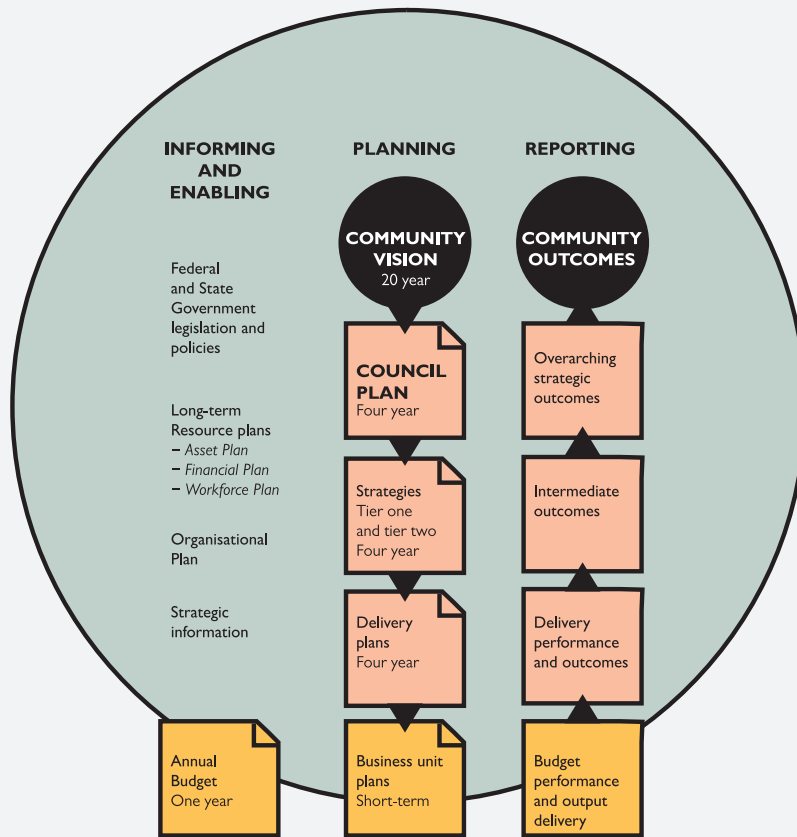 INFORMING
AND
ENABLING
Federal
and State
Government
legislation and
policies
Long-term
Resource plans
– Asset Plan
– Financial Plan
– Workforce Plan
Organisational
Plan
Strategic
information
Annual
Budget
One year
PLANNING
COMMUNITY
VISION
20 year
COUNCIL
PLAN
Four year
Strategies
Tier one
and tier two
Four year
Delivery
plans
Four year
Business unit
plans
Short-term
REPORTING
COMMUNITY
OUTCOMES
Overarching
strategic
outcomes
Intermediate
outcomes
Delivery
performance
and outcomes
Budget
performance
and output
delivery